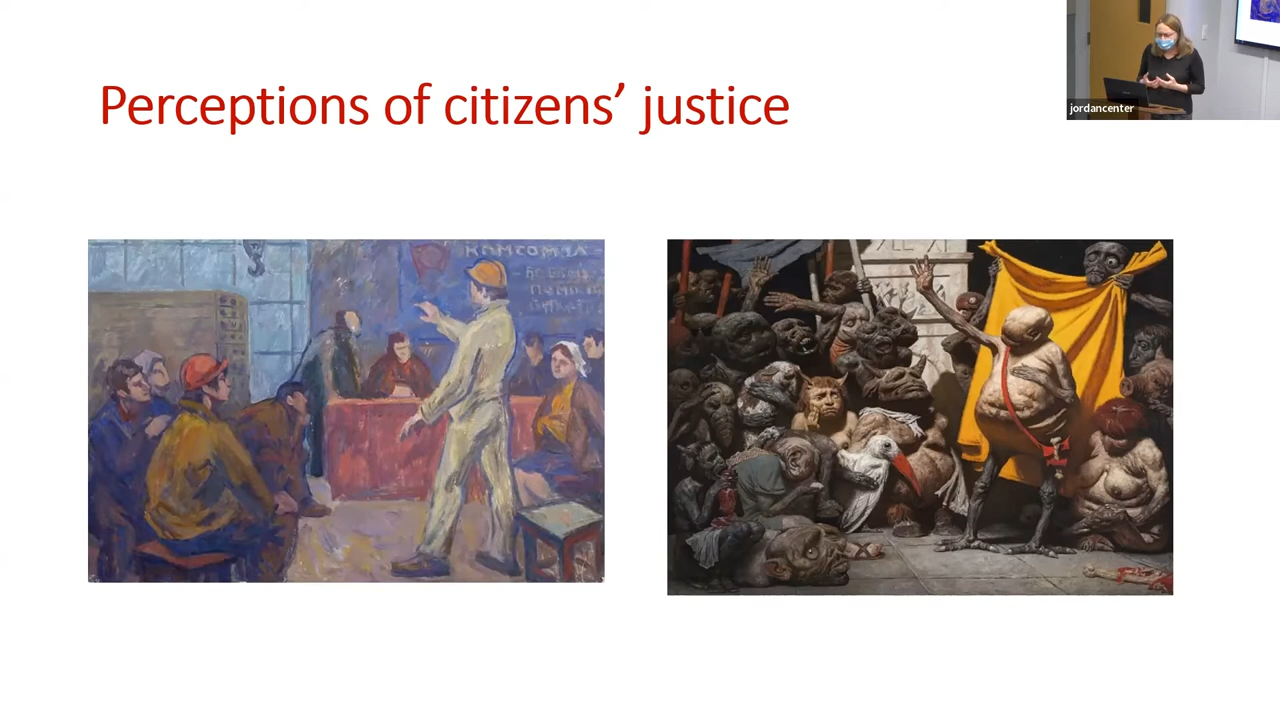 Perceptions of citizens’ justice
jordancenter
КОМСОМОЛ